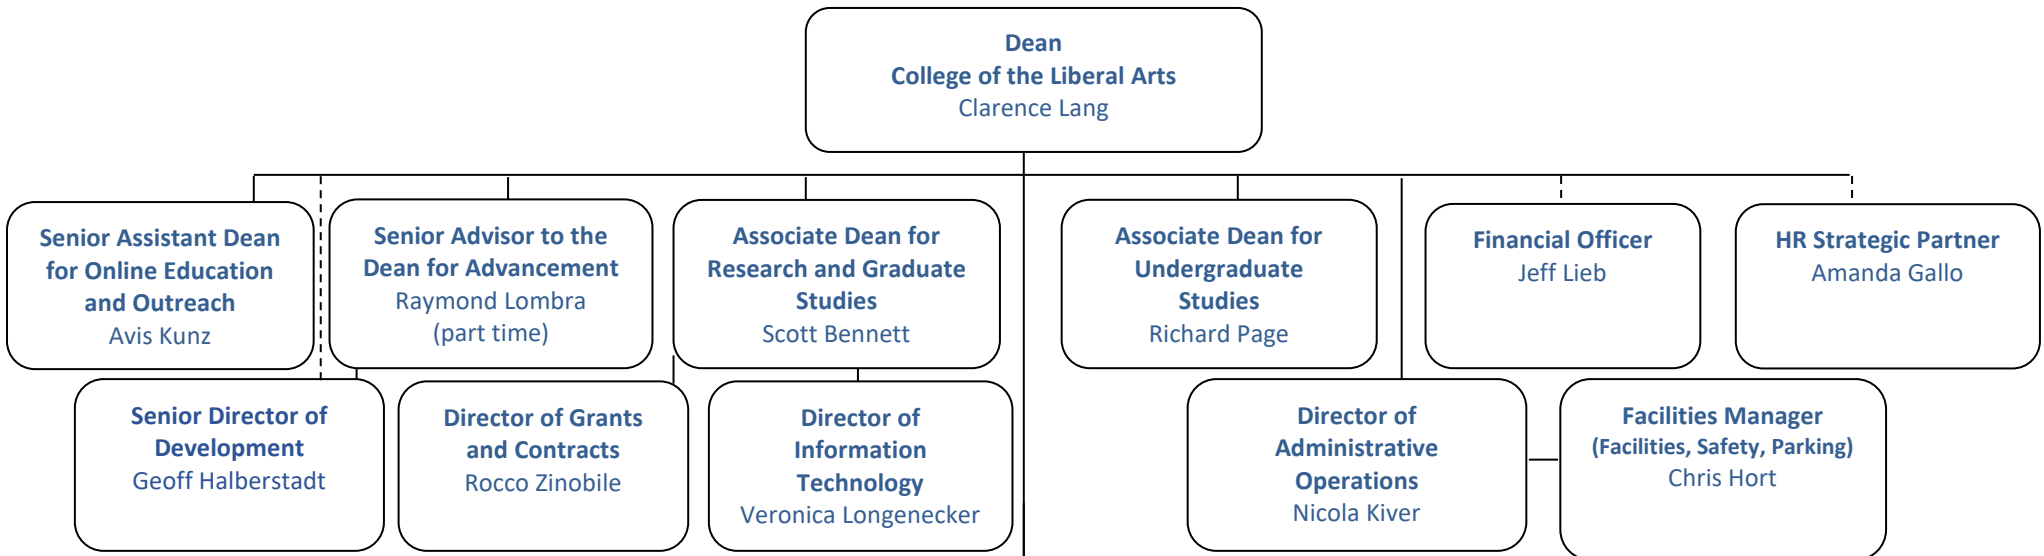 Dean
College of the Liberal Arts
Clarence Lang
Senior Assistant Dean
for Online Education
and Outreach
Avis Kunz
Senior Advisor to the
Dean for Advancement
Raymond Lombra
(part time)
Associate Dean for
Research and Graduate
Studies
Scott Bennett
Associate Dean for
Undergraduate
Studies
Richard Page
Financial Officer
Jeff Lieb
HR Strategic Partner
Amanda Gallo
Senior Director of
Development
Geoff Halberstadt
Director of Grants
and Contracts
Rocco Zinobile
Director of
Information
Technology
Veronica Longenecker
Director of
Administrative
Operations
Nicola Kiver
Facilities Manager
(Facilities, Safety, Parking)
Chris Hort